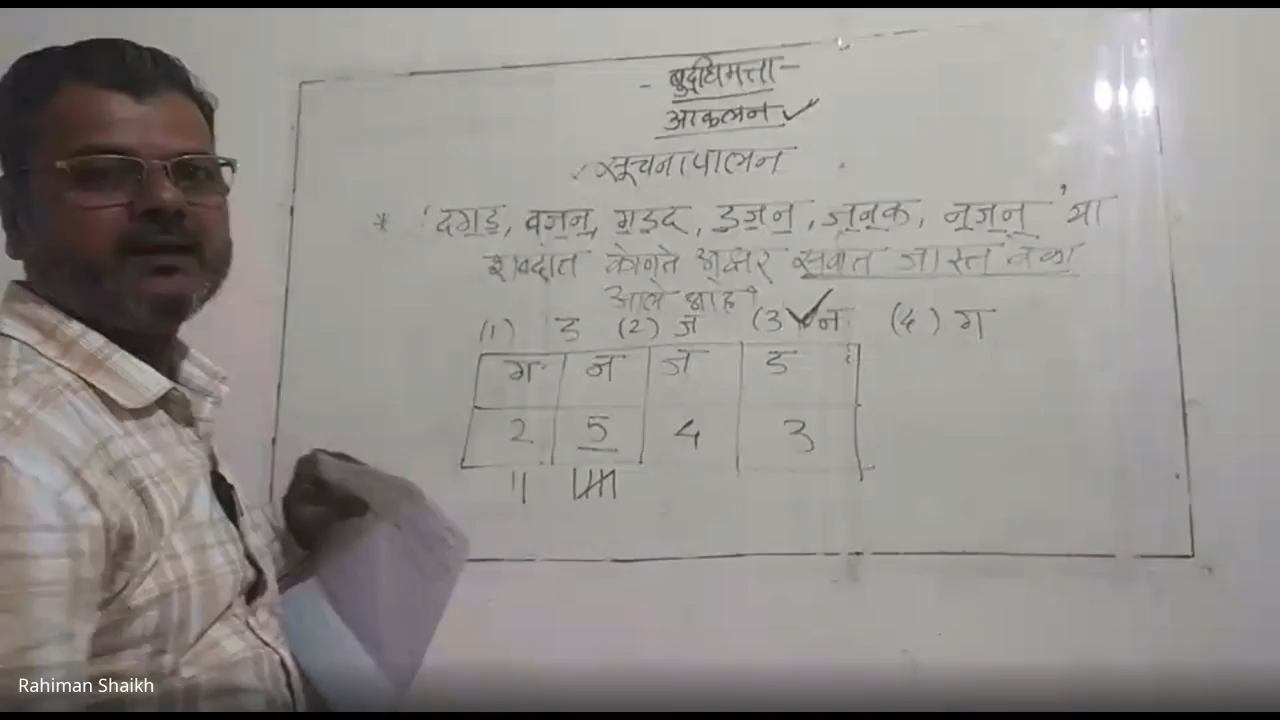 - बुद्धिमत्ता -
आकलन ✓
सूचनापालन
* 'दगड, वजन, गडद, डजन, जनक, नजन' या
शब्दांत कोणते अक्षर सर्वात जास्त वेळा
आले आहे?
(1) ड (2) ज (3) न (4) ग
ग न ज ड
2 5 4 3
Rahiman Shaikh